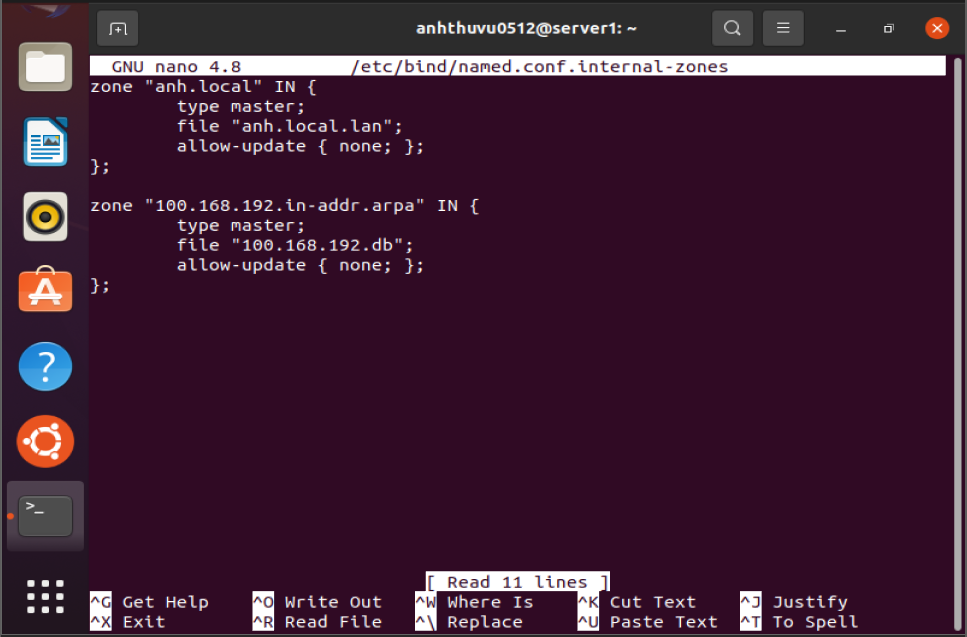 anhthuvu0512@server1: ~
GNU nano 4.8 /etc/bind/named.conf.internal-zones
zone "anh.local" IN {
        type master;
        file "anh.local.lan";
        allow-update { none; };
};

zone "100.168.192.in-addr.arpa" IN {
        type master;
        file "100.168.192.db";
        allow-update { none; };
};
[ Read 11 lines ]
^G Get Help ^O Write Out ^W Where Is ^K Cut Text ^J Justify
^X Exit ^R Read File ^\ Replace ^U Paste Text ^T To Spell